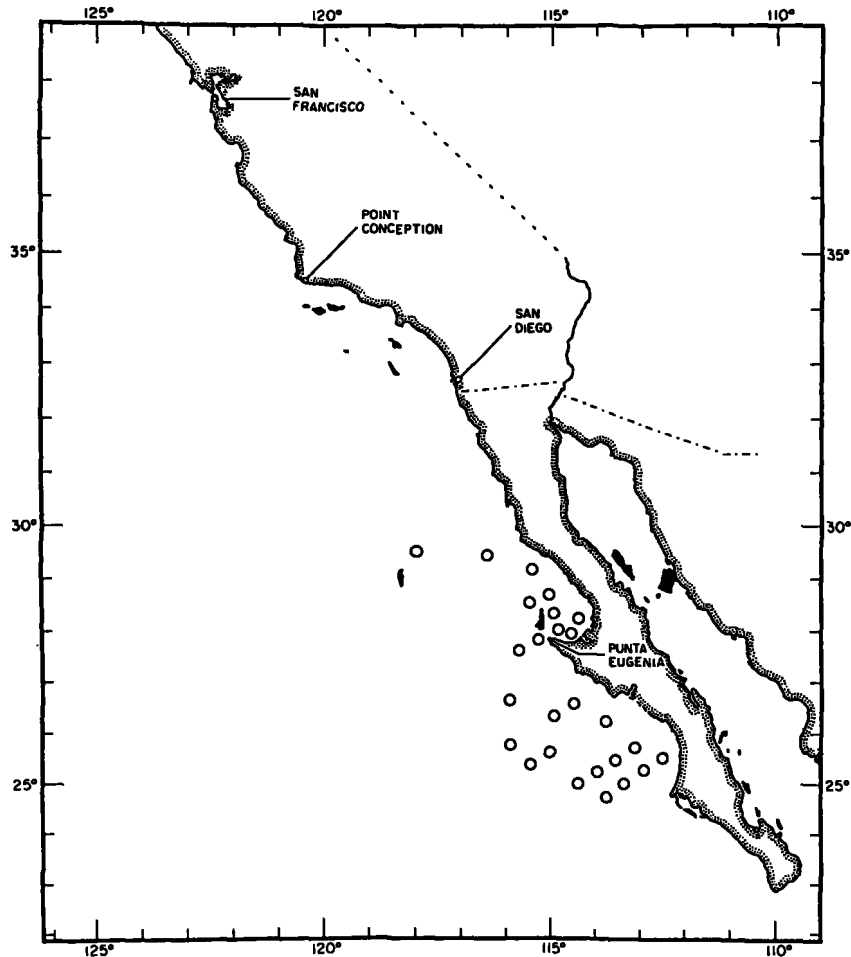 125°
120°
115°
110°
SAN
FRANCISCO
POINT
CONCEPTION
35°
35°
SAN
DIEGO
30°
30°
PUNTA
EUGENIA
25°
25°
125°
120°
115°
110°